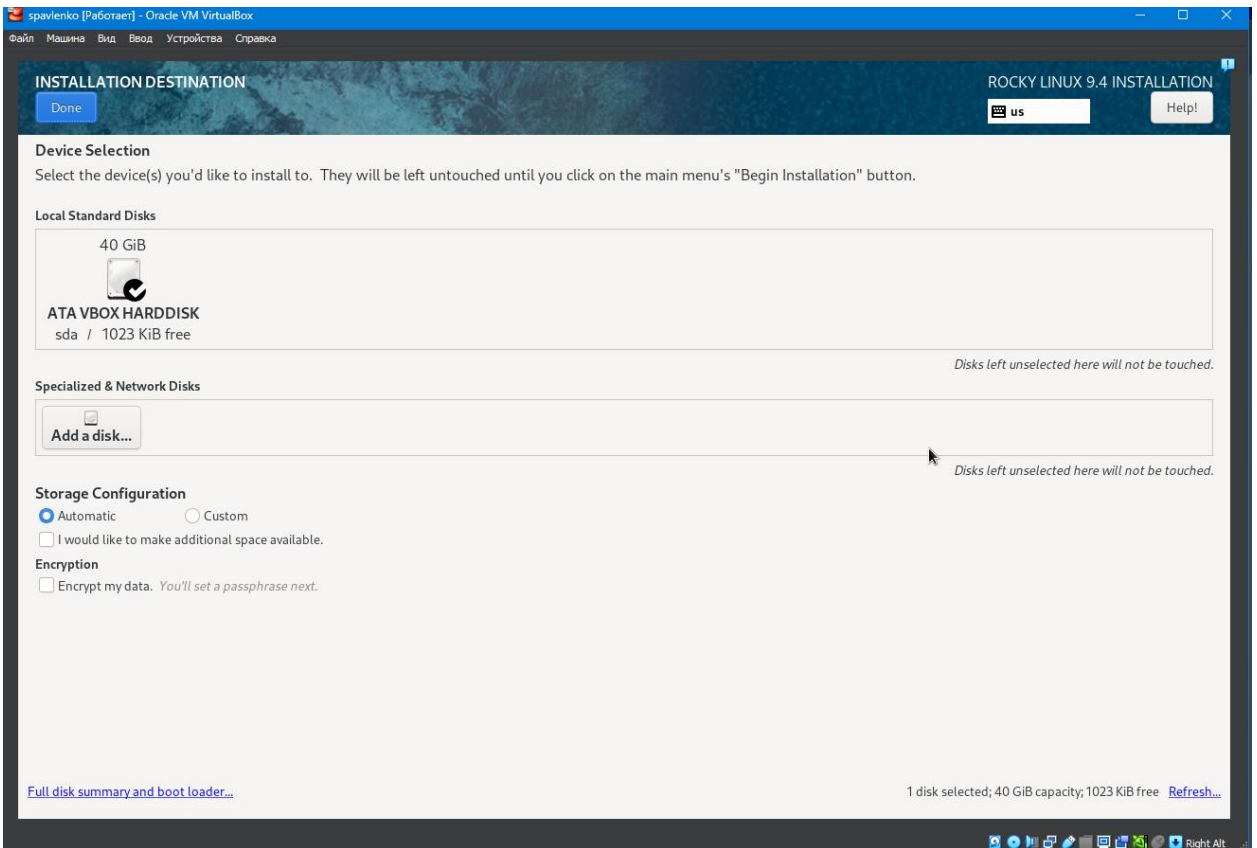 spavlenko [Работает] - Oracle VM VirtualBox
Файл Машина Вид Ввод Устройства Справка
INSTALLATION DESTINATION
ROCKY LINUX 9.4 INSTALLATION
Done
us
Help!
Device Selection
Select the device(s) you'd like to install to. They will be left untouched until you click on the main menu's "Begin Installation" button.
Local Standard Disks
40 GiB
ATA VBOX HARDDISK
sda / 1023 KiB free
Disks left unselected here will not be touched.
Specialized & Network Disks
Add a disk...
Disks left unselected here will not be touched.
Storage Configuration
Automatic Custom
I would like to make additional space available.
Encryption
Encrypt my data. You'll set a passphrase next.
Full disk summary and boot loader...
1 disk selected; 40 GiB capacity; 1023 KiB free Refresh...
Right Alt